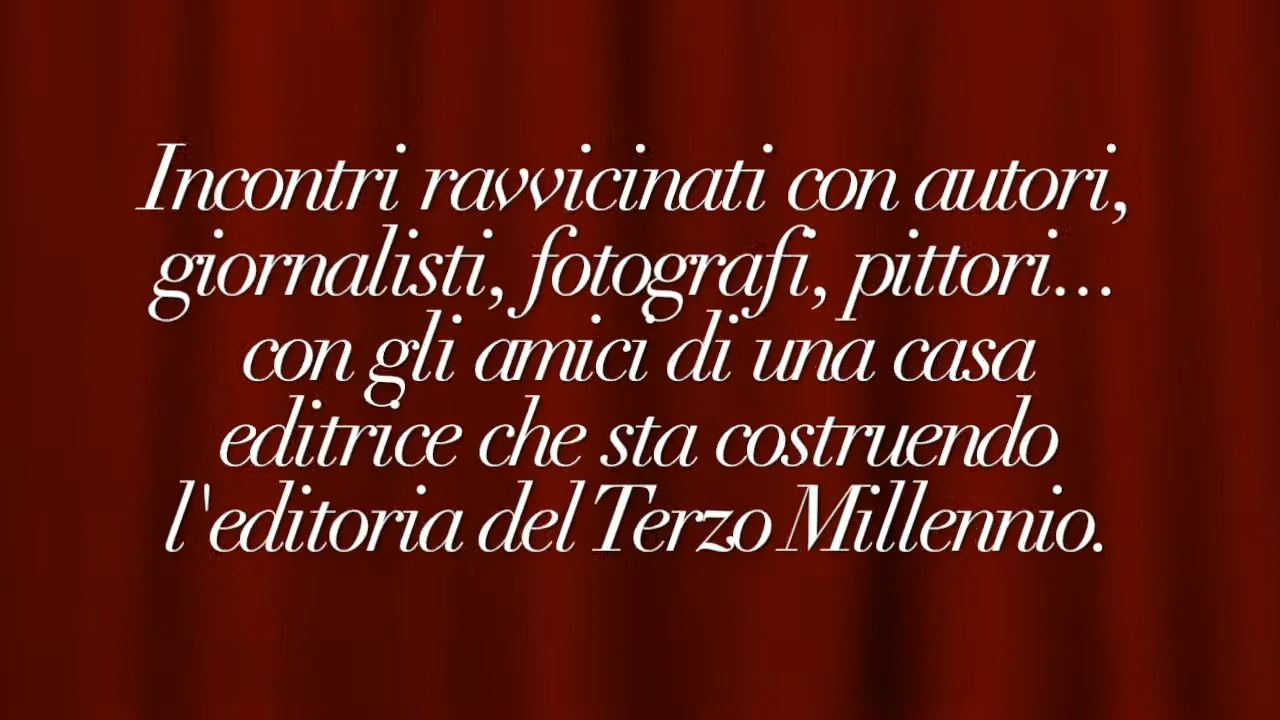 Incontri ravvicinati con autori,
giornalisti, fotografi, pittori...
con gli amici di una casa
editrice che sta costruendo
l'editoria del Terzo Millennio.